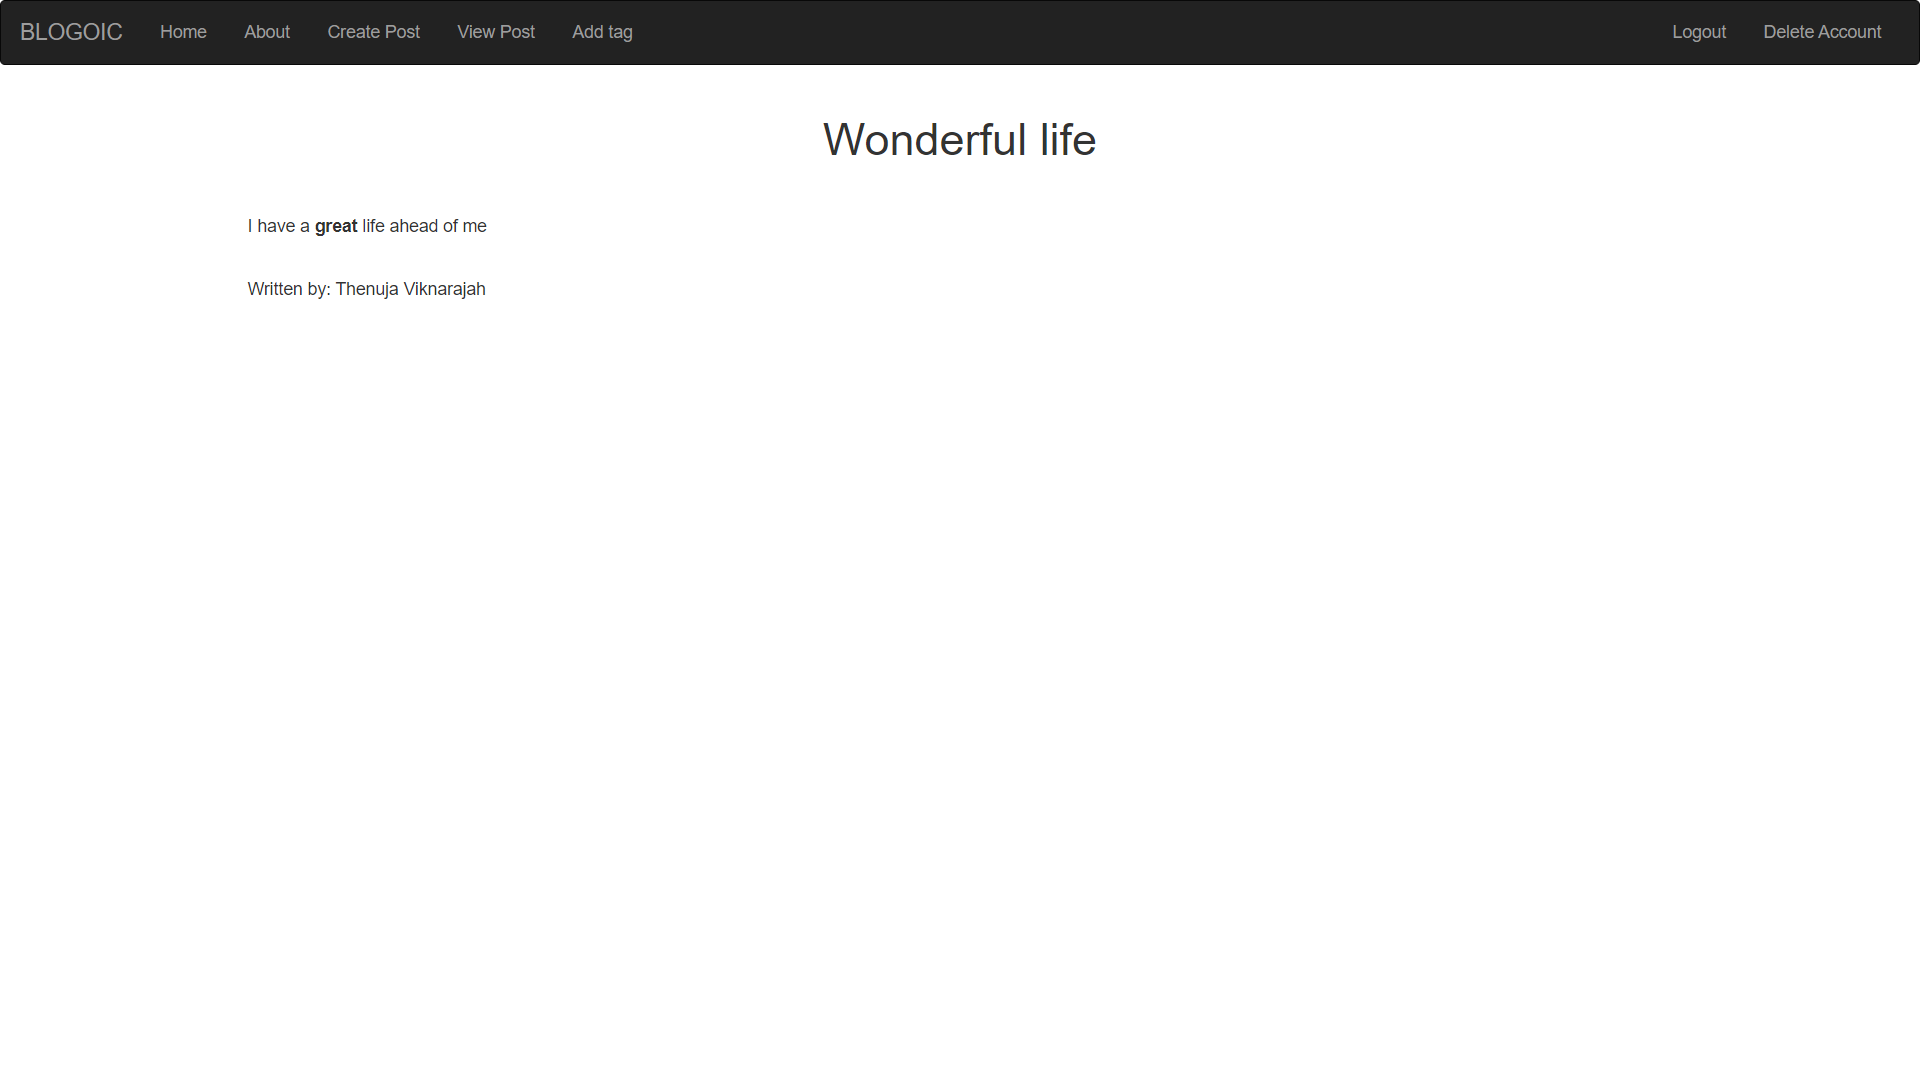 BLOGOIC Home About Create Post View Post Add tag Logout Delete Account
Wonderful life
I have a great life ahead of me
Written by: Thenuja Viknarajah